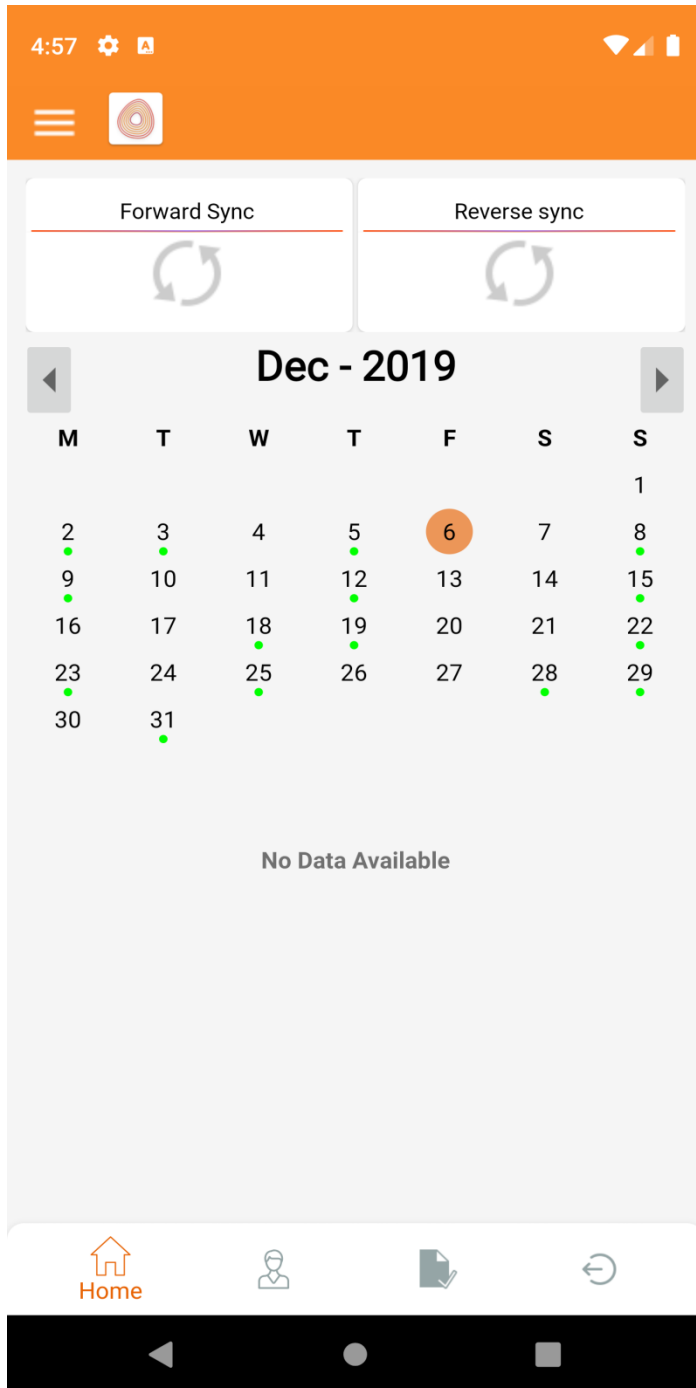 4:57
Forward Sync
Reverse sync
Dec - 2019
M T W T F S S
1
2 3 4 5 6 7 8
9 10 11 12 13 14 15
16 17 18 19 20 21 22
23 24 25 26 27 28 29
30 31
No Data Available
Home